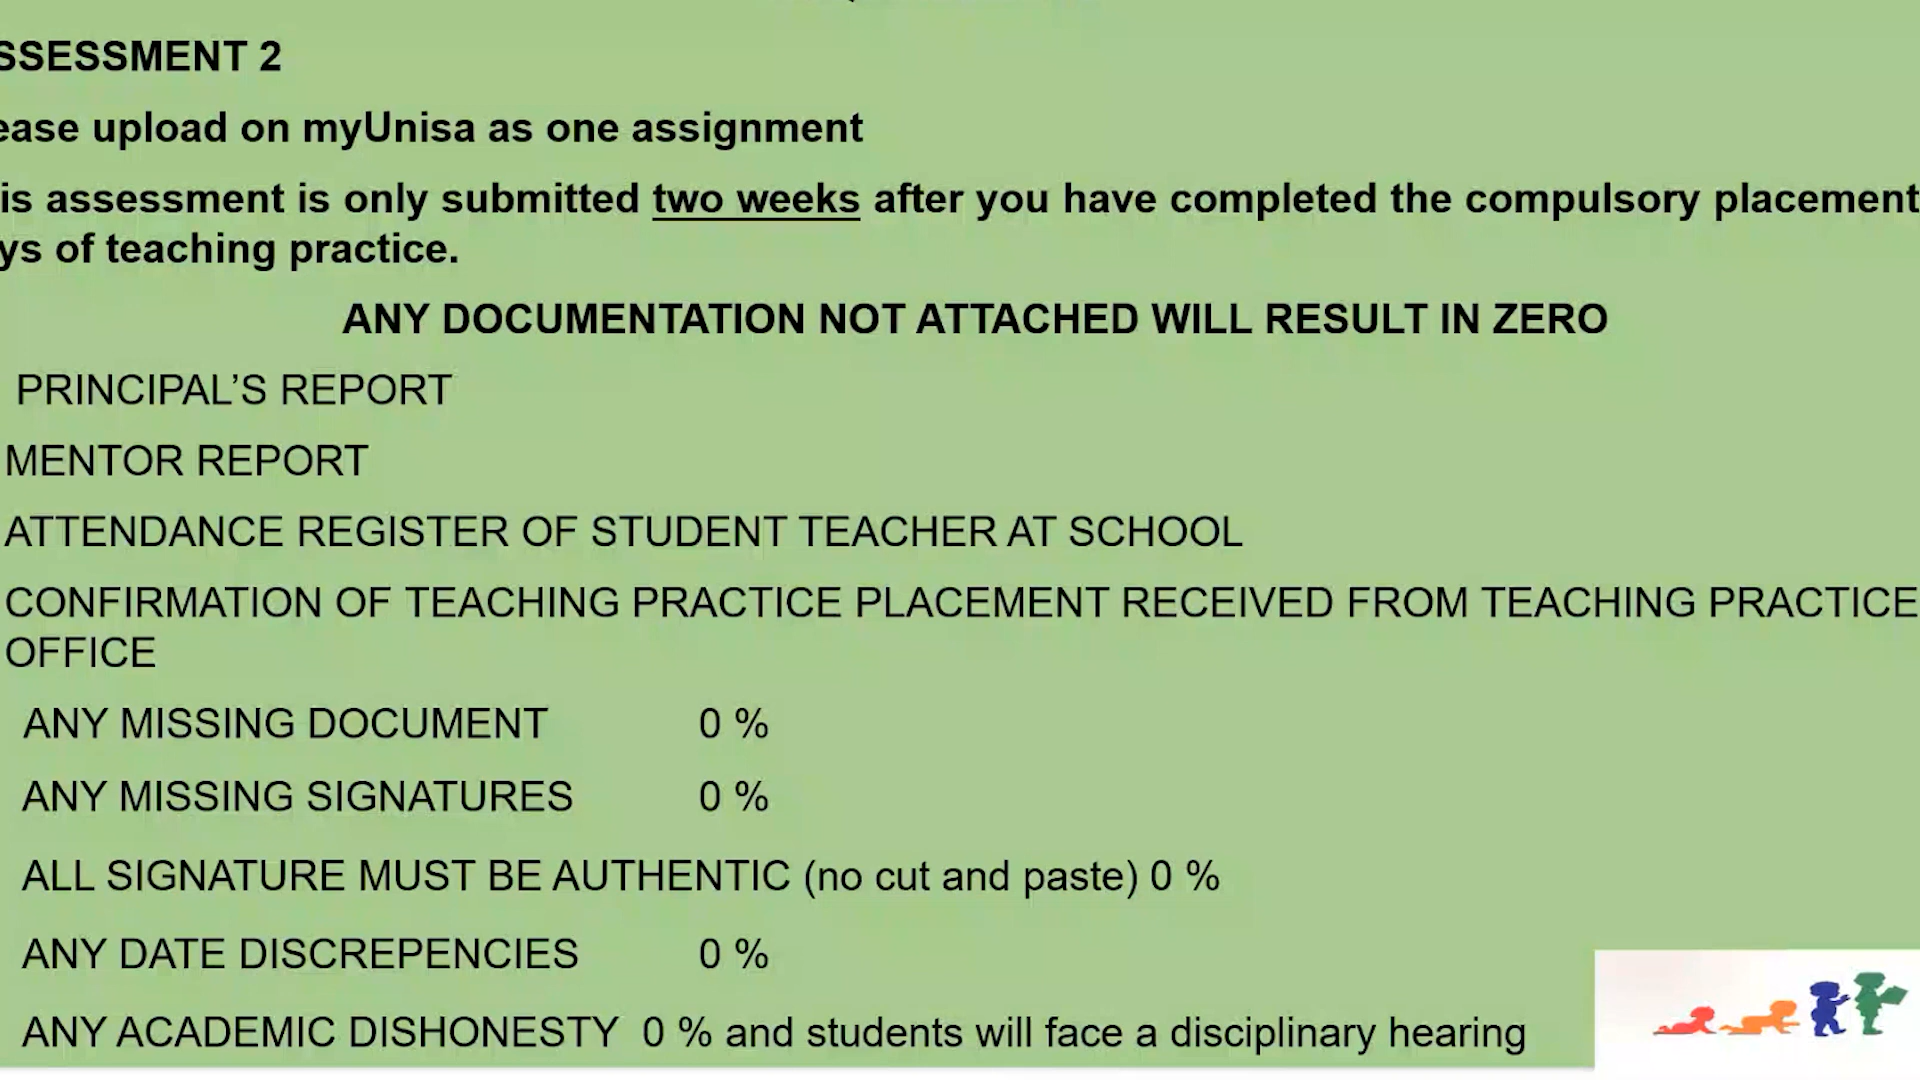 SSESSMENT 2
ease upload on myUnisa as one assignment
is assessment is only submitted two weeks after you have completed the compulsory placement
ys of teaching practice.
ANY DOCUMENTATION NOT ATTACHED WILL RESULT IN ZERO
PRINCIPAL’S REPORT
MENTOR REPORT
ATTENDANCE REGISTER OF STUDENT TEACHER AT SCHOOL
CONFIRMATION OF TEACHING PRACTICE PLACEMENT RECEIVED FROM TEACHING PRACTICE
OFFICE
ANY MISSING DOCUMENT 0 %
ANY MISSING SIGNATURES 0 %
ALL SIGNATURE MUST BE AUTHENTIC (no cut and paste) 0 %
ANY DATE DISCREPENCIES 0 %
ANY ACADEMIC DISHONESTY 0 % and students will face a disciplinary hearing